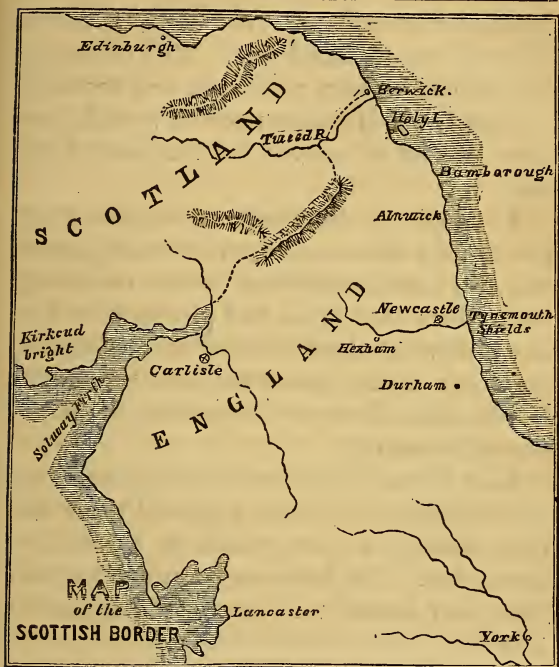 Edinburgh
Berwick.
Holy I.
Tweed R.
SCOTLAND
Bamborough
Alnwick
Newcastle
Tynemouth
Shields
Hexham
Kirkcud
bright
Carlisle
Durham
Solway Firth
ENGLAND
MAP
of the
SCOTTISH BORDER
Lancaster
York